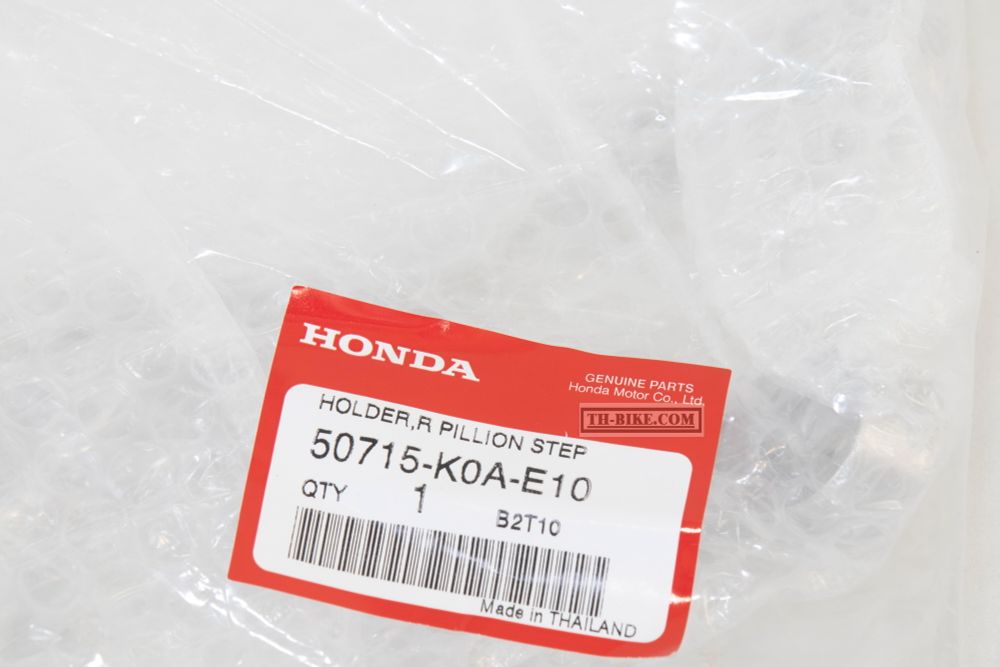 HONDA
GENUINE PARTS
Honda Motor Co., Ltd.
TH-BIKE.COM
HOLDER,R PILLION STEP
50715-K0A-E10
QTY 1 B2T10
Made in THAILAND